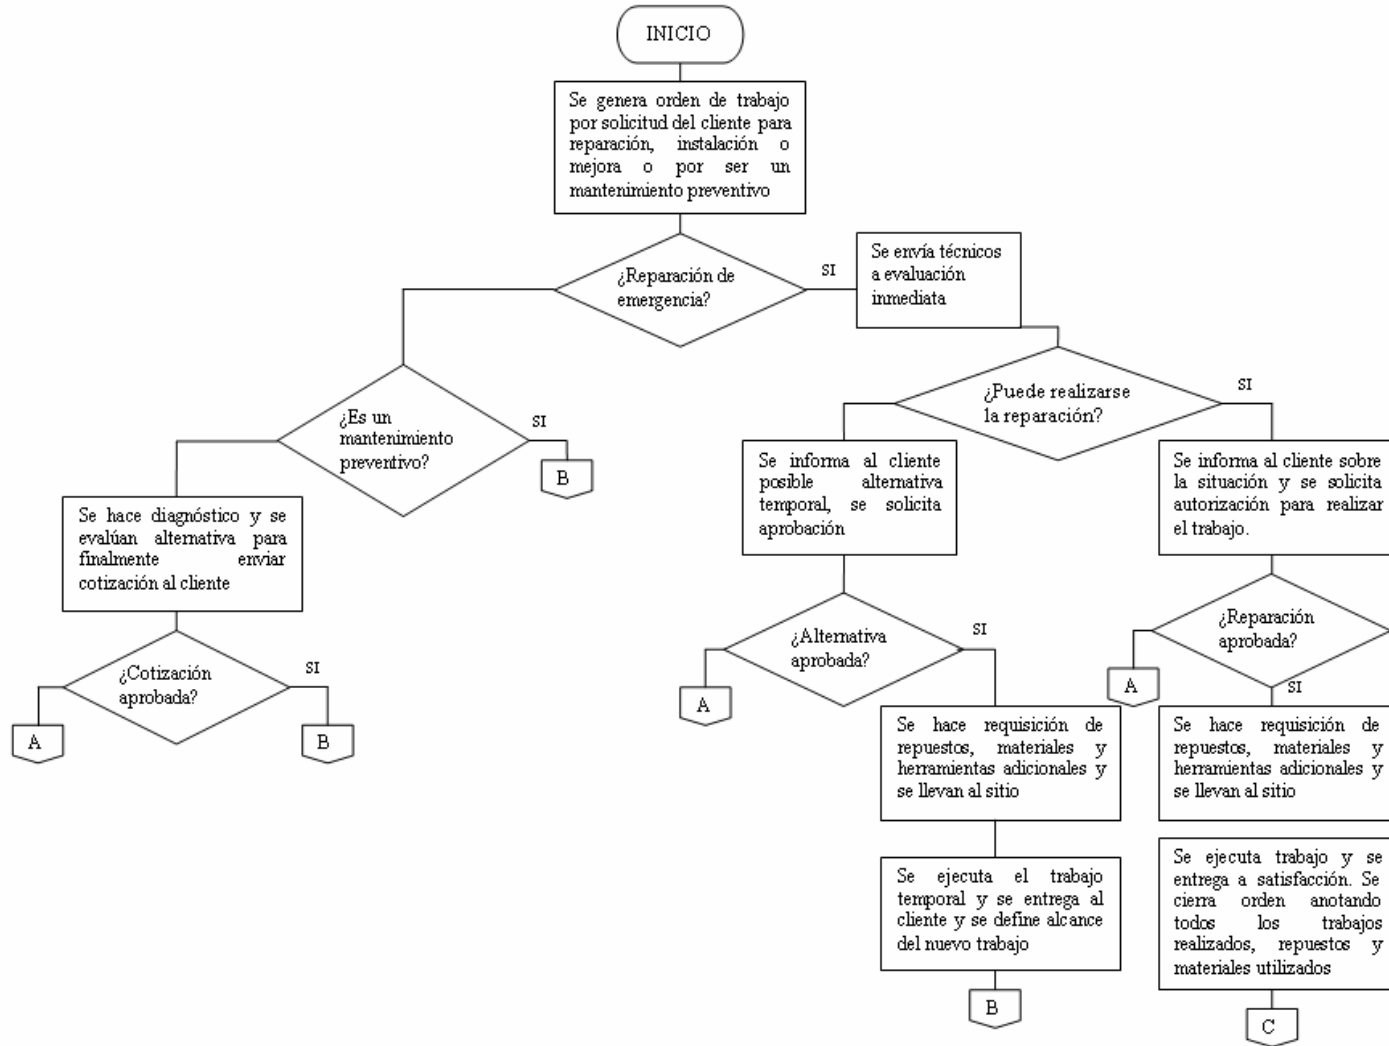 INICIO
Se genera orden de trabajo
por solicitud del cliente para
reparación, instalación o
mejora o por ser un
mantenimiento preventivo
¿Reparación de
emergencia?
SI
Se envía técnicos
a evaluación
inmediata
¿Es un
mantenimiento
preventivo?
SI
B
¿Puede realizarse
la reparación?
SI
Se hace diagnóstico y se
evalúan alternativa para
finalmente enviar
cotización al cliente
Se informa al cliente
posible alternativa
temporal, se solicita
aprobación
Se informa al cliente sobre
la situación y se solicita
autorización para realizar
el trabajo.
¿Cotización
aprobada?
SI
A
B
¿Alternativa
aprobada?
SI
A
¿Reparación
aprobada?
A
SI
Se hace requisición de
repuestos, materiales y
herramientas adicionales y
se llevan al sitio
Se hace requisición de
repuestos, materiales y
herramientas adicionales y
se llevan al sitio
Se ejecuta el trabajo
temporal y se entrega al
cliente y se define alcance
del nuevo trabajo
Se ejecuta trabajo y se
entrega a satisfacción. Se
cierra orden anotando
todos los trabajos
realizados, repuestos y
materiales utilizados
B
C